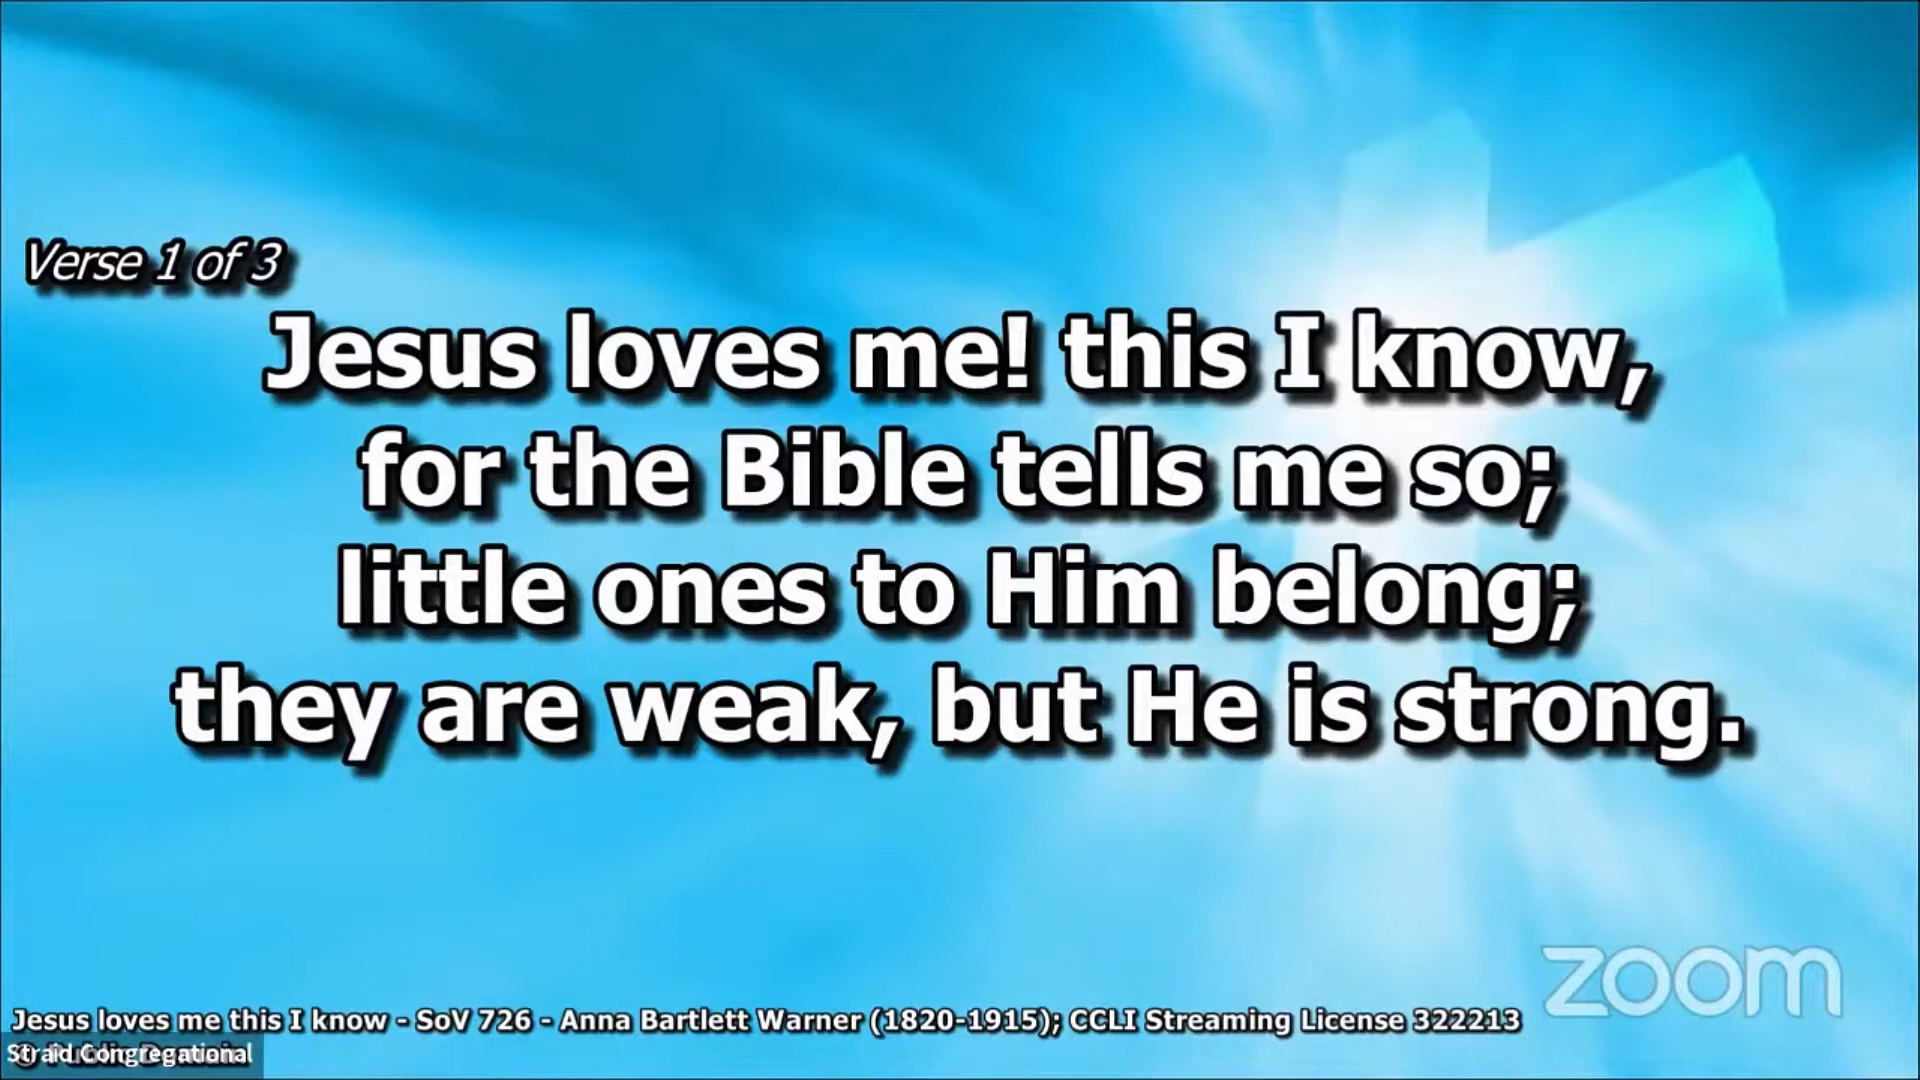 Verse 1 of 3
Jesus loves me! this I know,
for the Bible tells me so;
little ones to Him belong;
they are weak, but He is strong.
zoom
Jesus loves me this I know - SoV 726 - Anna Bartlett Warner (1820-1915); CCLI Streaming License 322213
Straid Congregational
© Public Domain